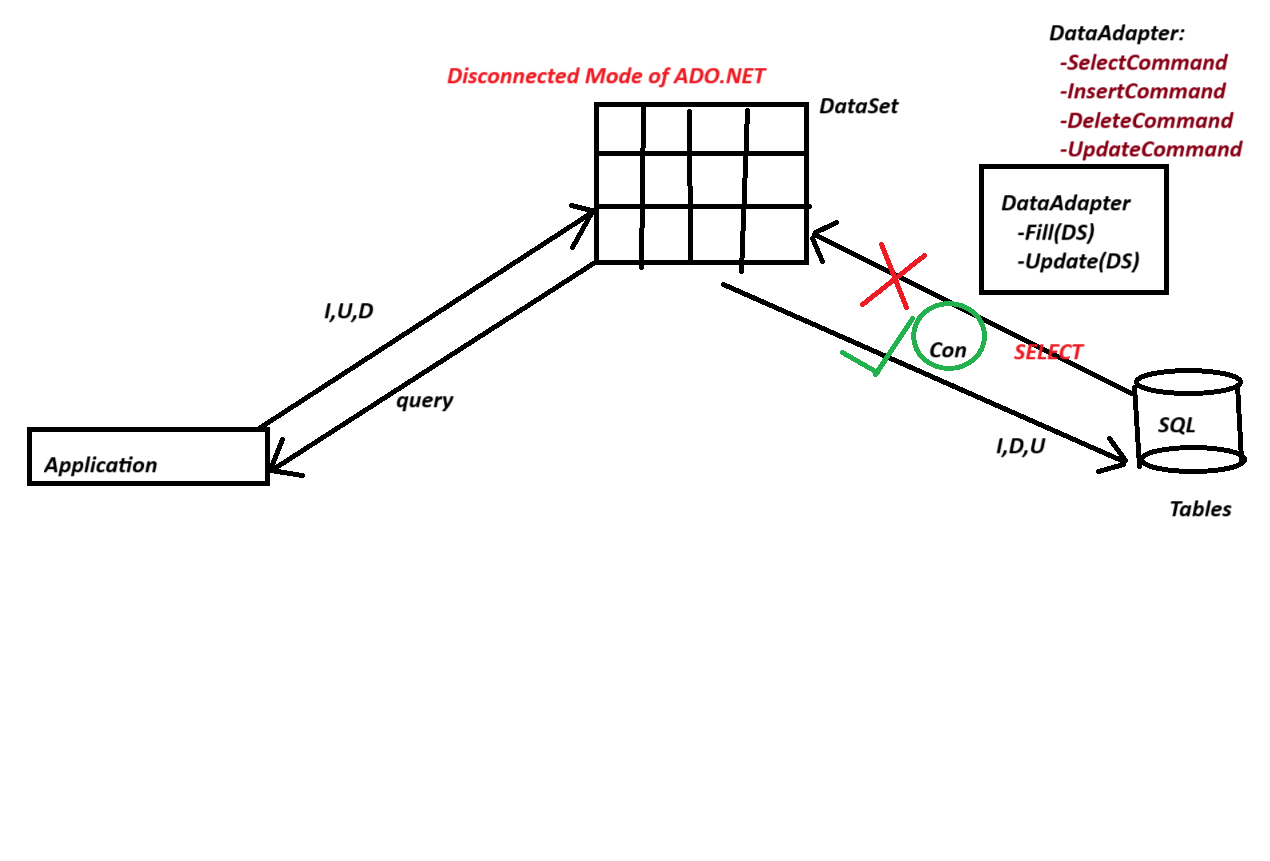 DataAdapter:
-SelectCommand
-InsertCommand
-DeleteCommand
-UpdateCommand
Disconnected Mode of ADO.NET
DataSet
DataAdapter
-Fill(DS)
-Update(DS)
I,U,D
Con
SELECT
query
SQL
I,D,U
Application
Tables